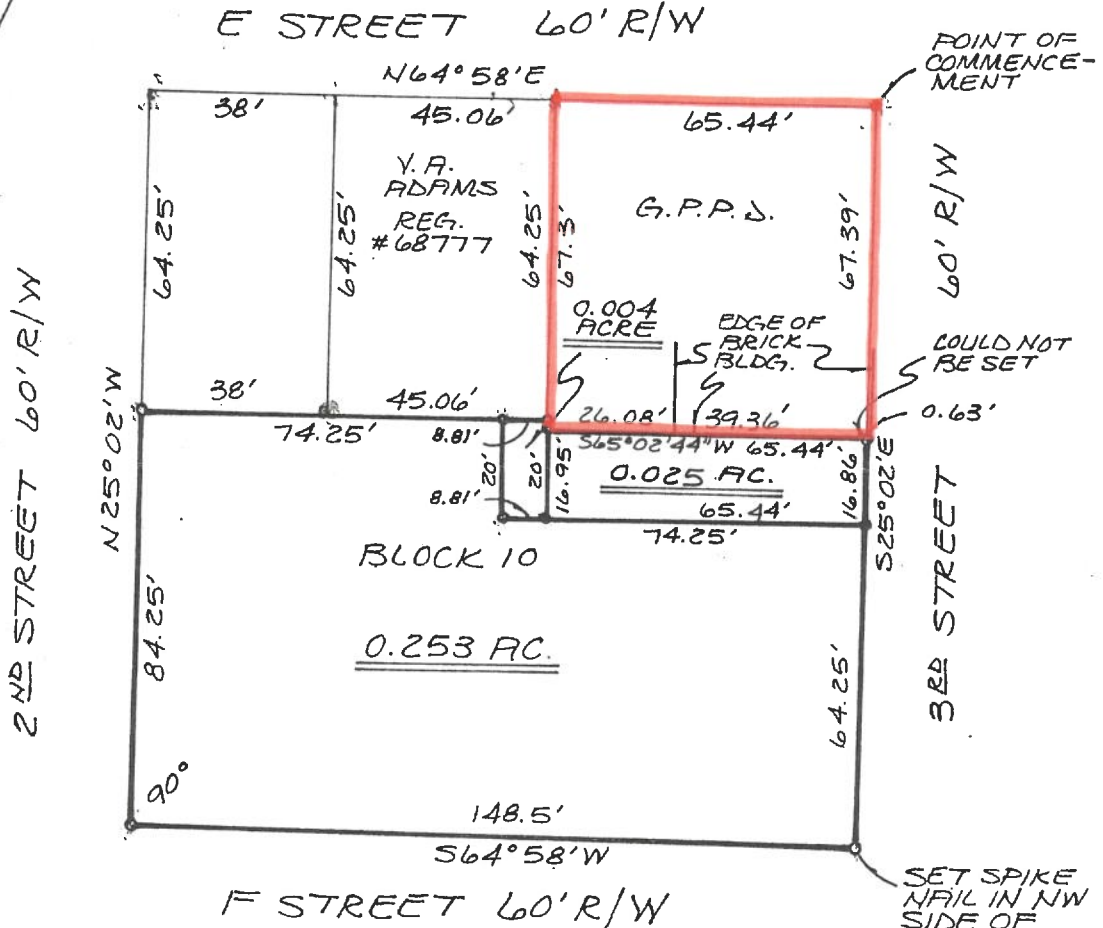 E STREET 60' R/W
POINT OF
COMMENCE-
MENT
N64°58'E
38'
45.06'
65.44'
V.A.
ADAMS
REG.
#68777
G.P.P.J.
64.25'
64.25'
64.25'
67.3'
67.39'
60' R/W
2ND STREET 60' R/W
0.004
ACRE
EDGE OF
BRICK
BLDG.
COULD NOT
BE SET
0.63'
38'
45.06'
26.08'
39.36'
74.25'
8.81'
S65°02'44"W 65.44'
N25°02'W
20'
20'
16.95'
0.025 AC.
16.86'
S25°02'E
8.81'
65.44'
74.25'
BLOCK 10
0.253 AC.
84.25'
64.25'
3RD STREET
90°
148.5'
S64°58'W
F STREET 60' R/W
SET SPIKE
NAIL IN NW
SIDE OF